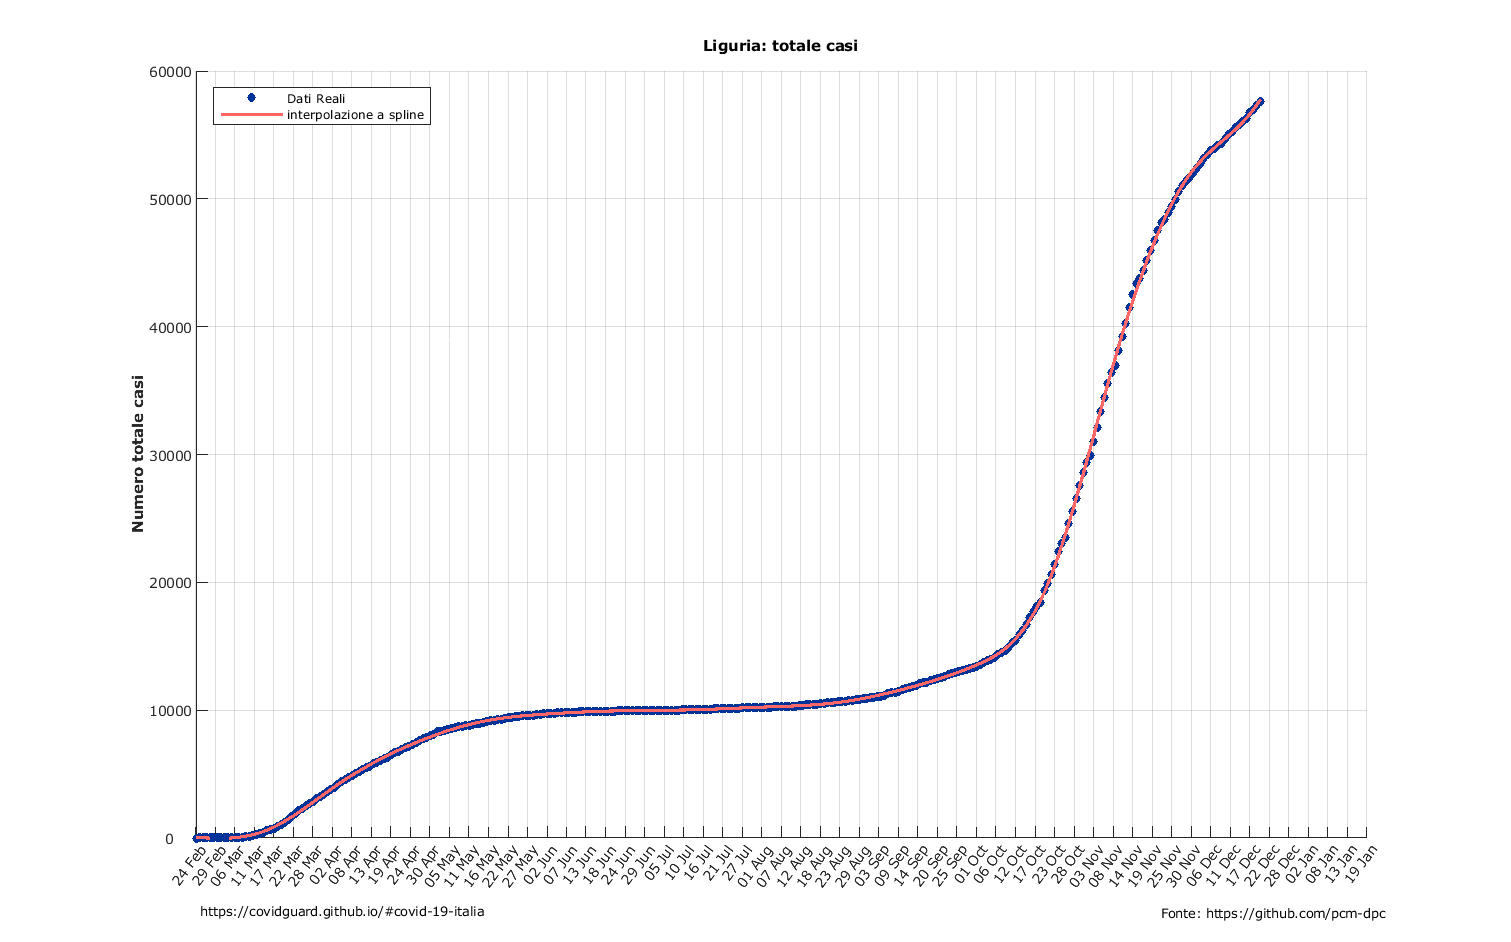 Liguria: totale casi
60000
Dati Reali
interpolazione a spline
50000
40000
Numero totale casi
30000
20000
10000
0
24 Feb
29 Feb
06 Mar
11 Mar
17 Mar
22 Mar
28 Mar
02 Apr
08 Apr
13 Apr
19 Apr
24 Apr
30 Apr
05 May
11 May
16 May
22 May
27 May
02 Jun
07 Jun
13 Jun
18 Jun
24 Jun
29 Jun
05 Jul
10 Jul
16 Jul
21 Jul
27 Jul
01 Aug
07 Aug
12 Aug
18 Aug
23 Aug
29 Aug
03 Sep
09 Sep
14 Sep
20 Sep
25 Sep
01 Oct
06 Oct
12 Oct
17 Oct
23 Oct
28 Oct
03 Nov
08 Nov
14 Nov
19 Nov
25 Nov
30 Nov
06 Dec
11 Dec
17 Dec
22 Dec
28 Dec
02 Jan
08 Jan
13 Jan
19 Jan
https://covidguard.github.io/#covid-19-italia
Fonte: https://github.com/pcm-dpc